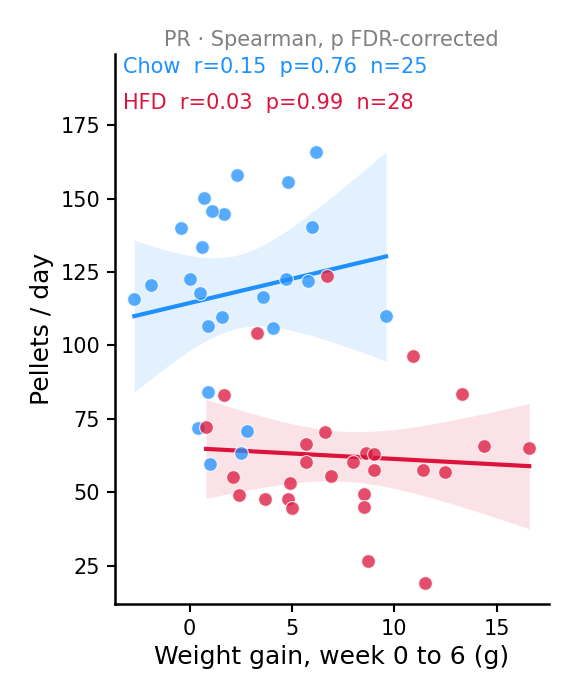 PR · Spearman, p FDR-corrected
Chow r=0.15 p=0.76 n=25
HFD r=0.03 p=0.99 n=28
175
150
125
100
75
50
25
Pellets / day
0 5 10 15
Weight gain, week 0 to 6 (g)